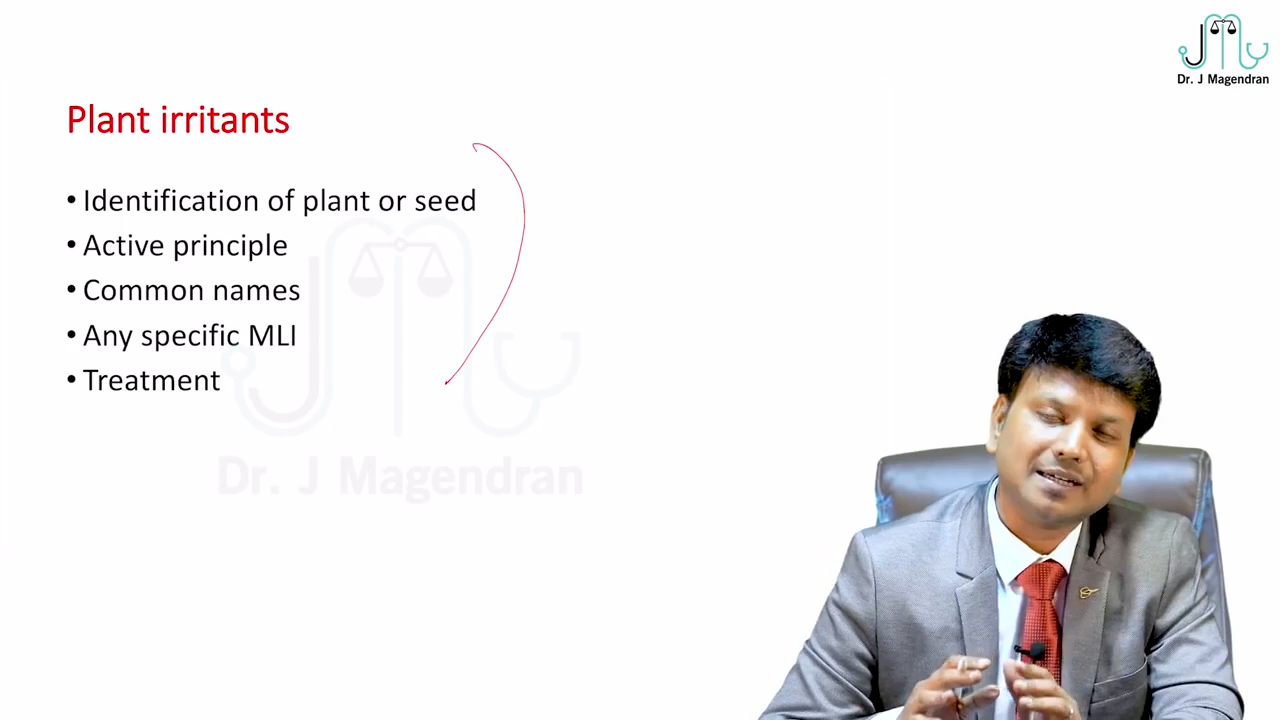 Dr. J Magendran
Plant irritants
• Identification of plant or seed
• Active principle
• Common names
• Any specific MLI
• Treatment
Dr. J Magendran